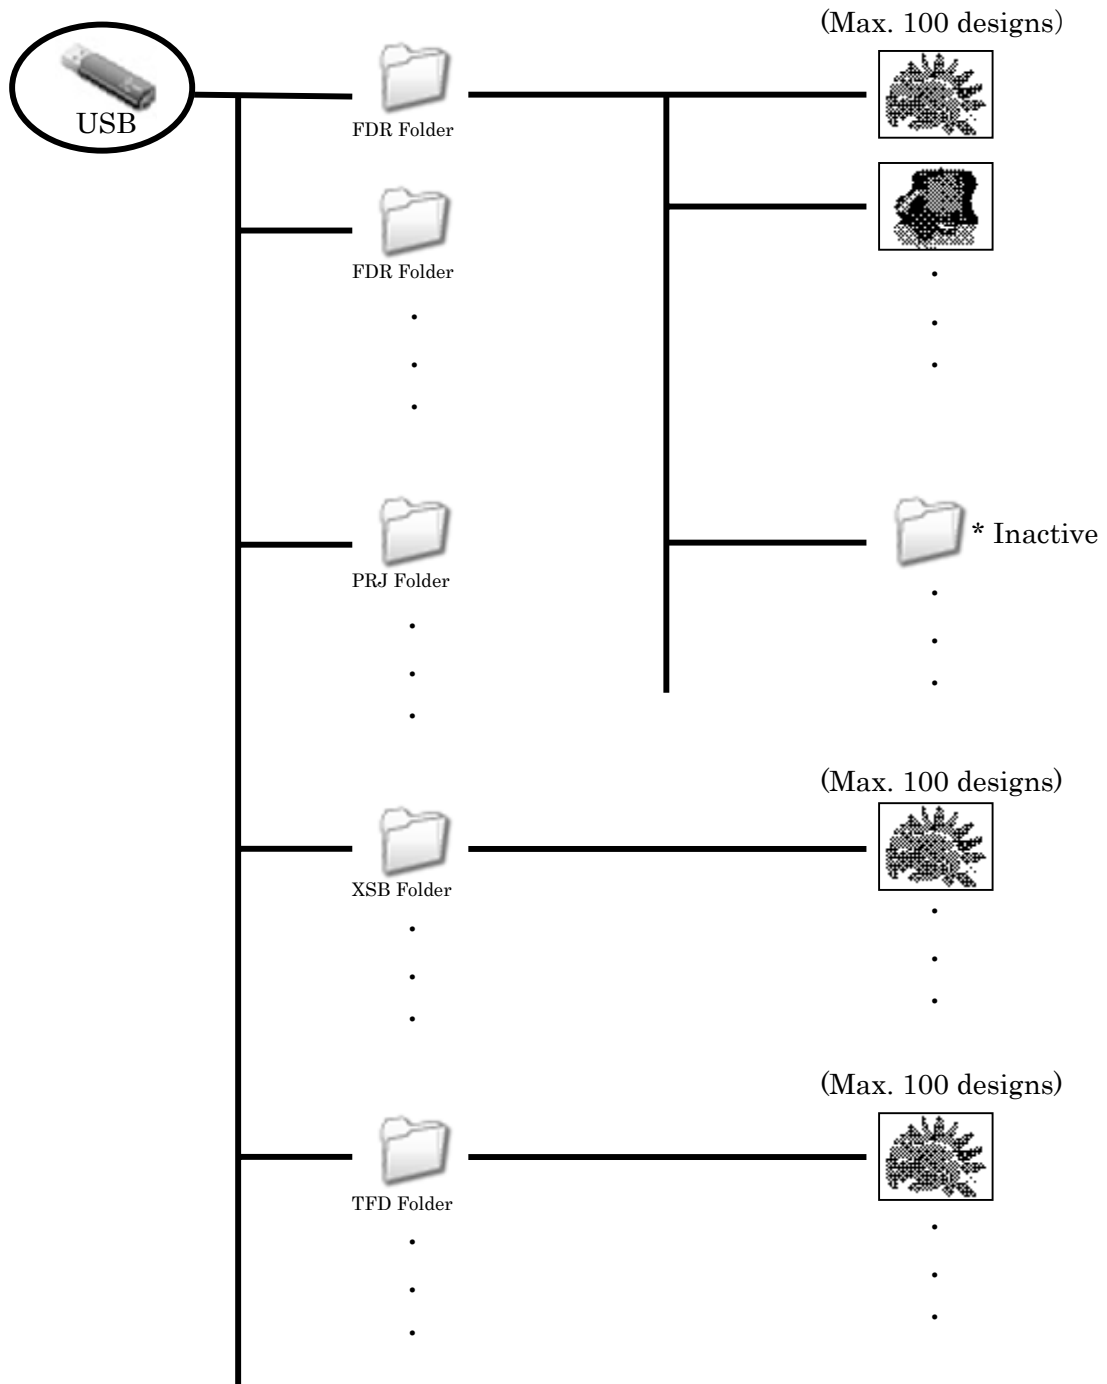 (Max. 100 designs)
USB
FDR Folder
FDR Folder
* Inactive
PRJ Folder
(Max. 100 designs)
XSB Folder
(Max. 100 designs)
TFD Folder